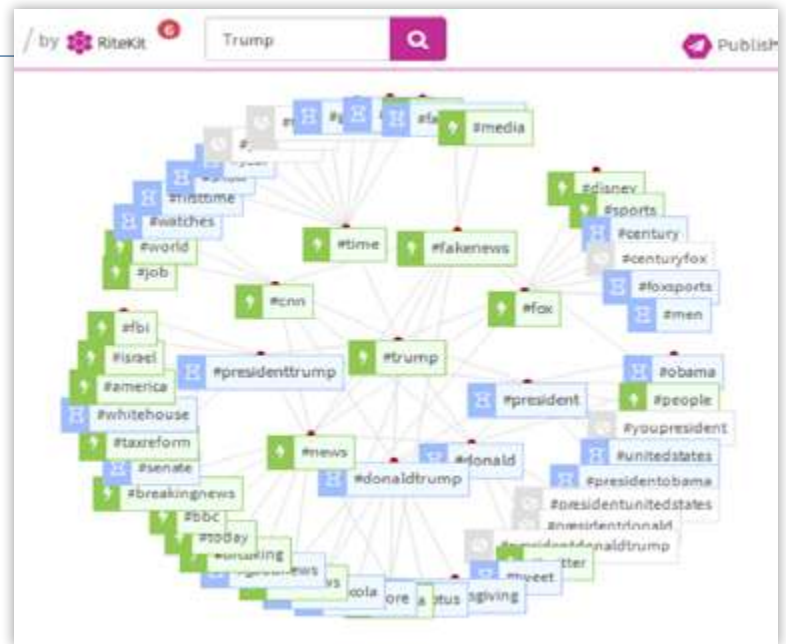 / by RiteKit 6 Trump Publish
#media
#disney
#sports
#century
#centuryfox
#foxsports
#men
#firsttime
#watches
#world
#job
#time
#fakenews
#cnn
#fox
#fbi
#israel
#america
#whitehouse
#taxreform
#senate
#breakingnews
#bbc
#today
#presidenttrump
#trump
#president
#obama
#people
#youpresident
#unitedstates
#presidentobama
#presidentunitedstates
#presidentdonald
#news
#donald
#donaldtrump